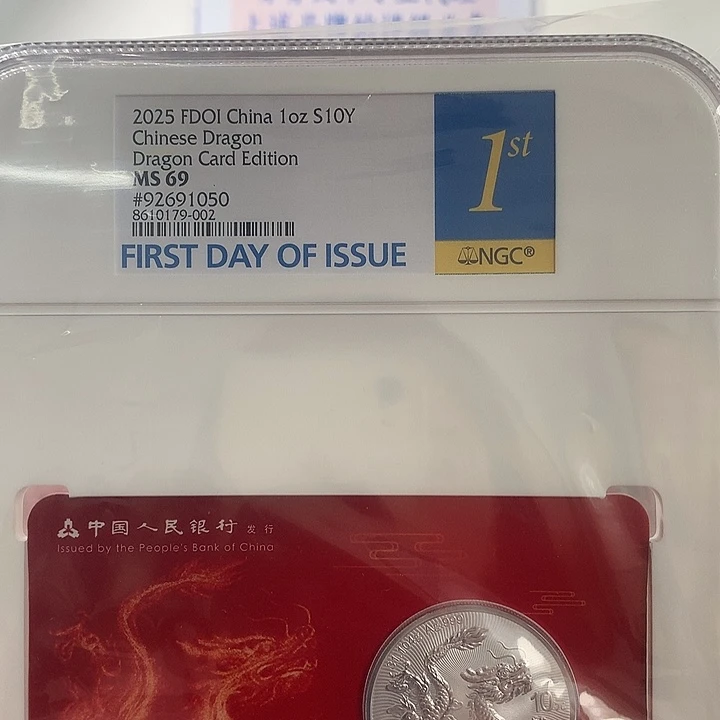 2025 FDOI China 1oz S10Y
Chinese Dragon
Dragon Card Edition
MS 69
#92691050
8610179-002
FIRST DAY OF ISSUE
1st
NGC®
中国人民银行 发行
Issued by the People's Bank of China
10